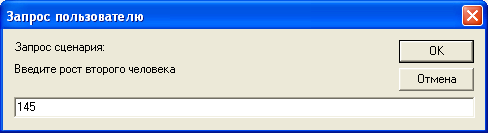 Запрос пользователю
Запрос сценария:
OK
Введите рост второго человека
Отмена
145